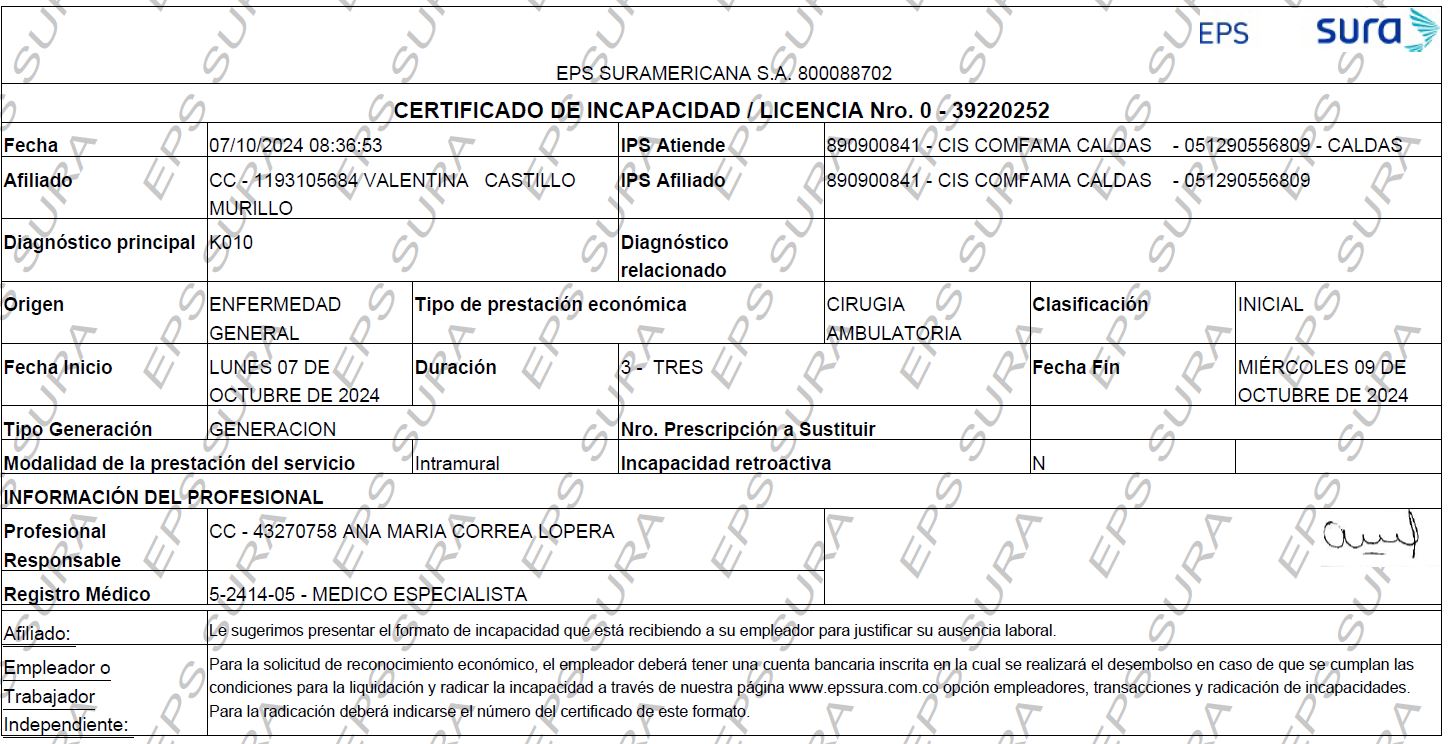 EPS sura
EPS SURAMERICANA S.A. 800088702
CERTIFICADO DE INCAPACIDAD / LICENCIA Nro. 0 - 39220252
Fecha 07/10/2024 08:36:53 IPS Atiende 890900841 - CIS COMFAMA CALDAS - 051290556809 - CALDAS
Afiliado CC - 1193105684 VALENTINA CASTILLO IPS Afiliado 890900841 - CIS COMFAMA CALDAS - 051290556809
MURILLO
Diagnóstico principal K010 Diagnóstico
relacionado
Origen ENFERMEDAD Tipo de prestación económica CIRUGIA Clasificación INICIAL
GENERAL AMBULATORIA
Fecha Inicio LUNES 07 DE Duración 3 - TRES Fecha Fin MIÉRCOLES 09 DE
OCTUBRE DE 2024 OCTUBRE DE 2024
Tipo Generación GENERACION Nro. Prescripción a Sustituir
Modalidad de la prestación del servicio Intramural Incapacidad retroactiva N
INFORMACIÓN DEL PROFESIONAL
Profesional CC - 43270758 ANA MARIA CORREA LOPERA
Responsable
Registro Médico 5-2414-05 - MEDICO ESPECIALISTA
Afiliado: Le sugerimos presentar el formato de incapacidad que está recibiendo a su empleador para justificar su ausencia laboral.
Empleador o Para la solicitud de reconocimiento económico, el empleador deberá tener una cuenta bancaria inscrita en la cual se realizará el desembolso en caso de que se cumplan las
Trabajador condiciones para la liquidación y radicar la incapacidad a través de nuestra página www.epssura.com.co opción empleadores, transacciones y radicación de incapacidades.
Independiente: Para la radicación deberá indicarse el número del certificado de este formato.
EPS SURA